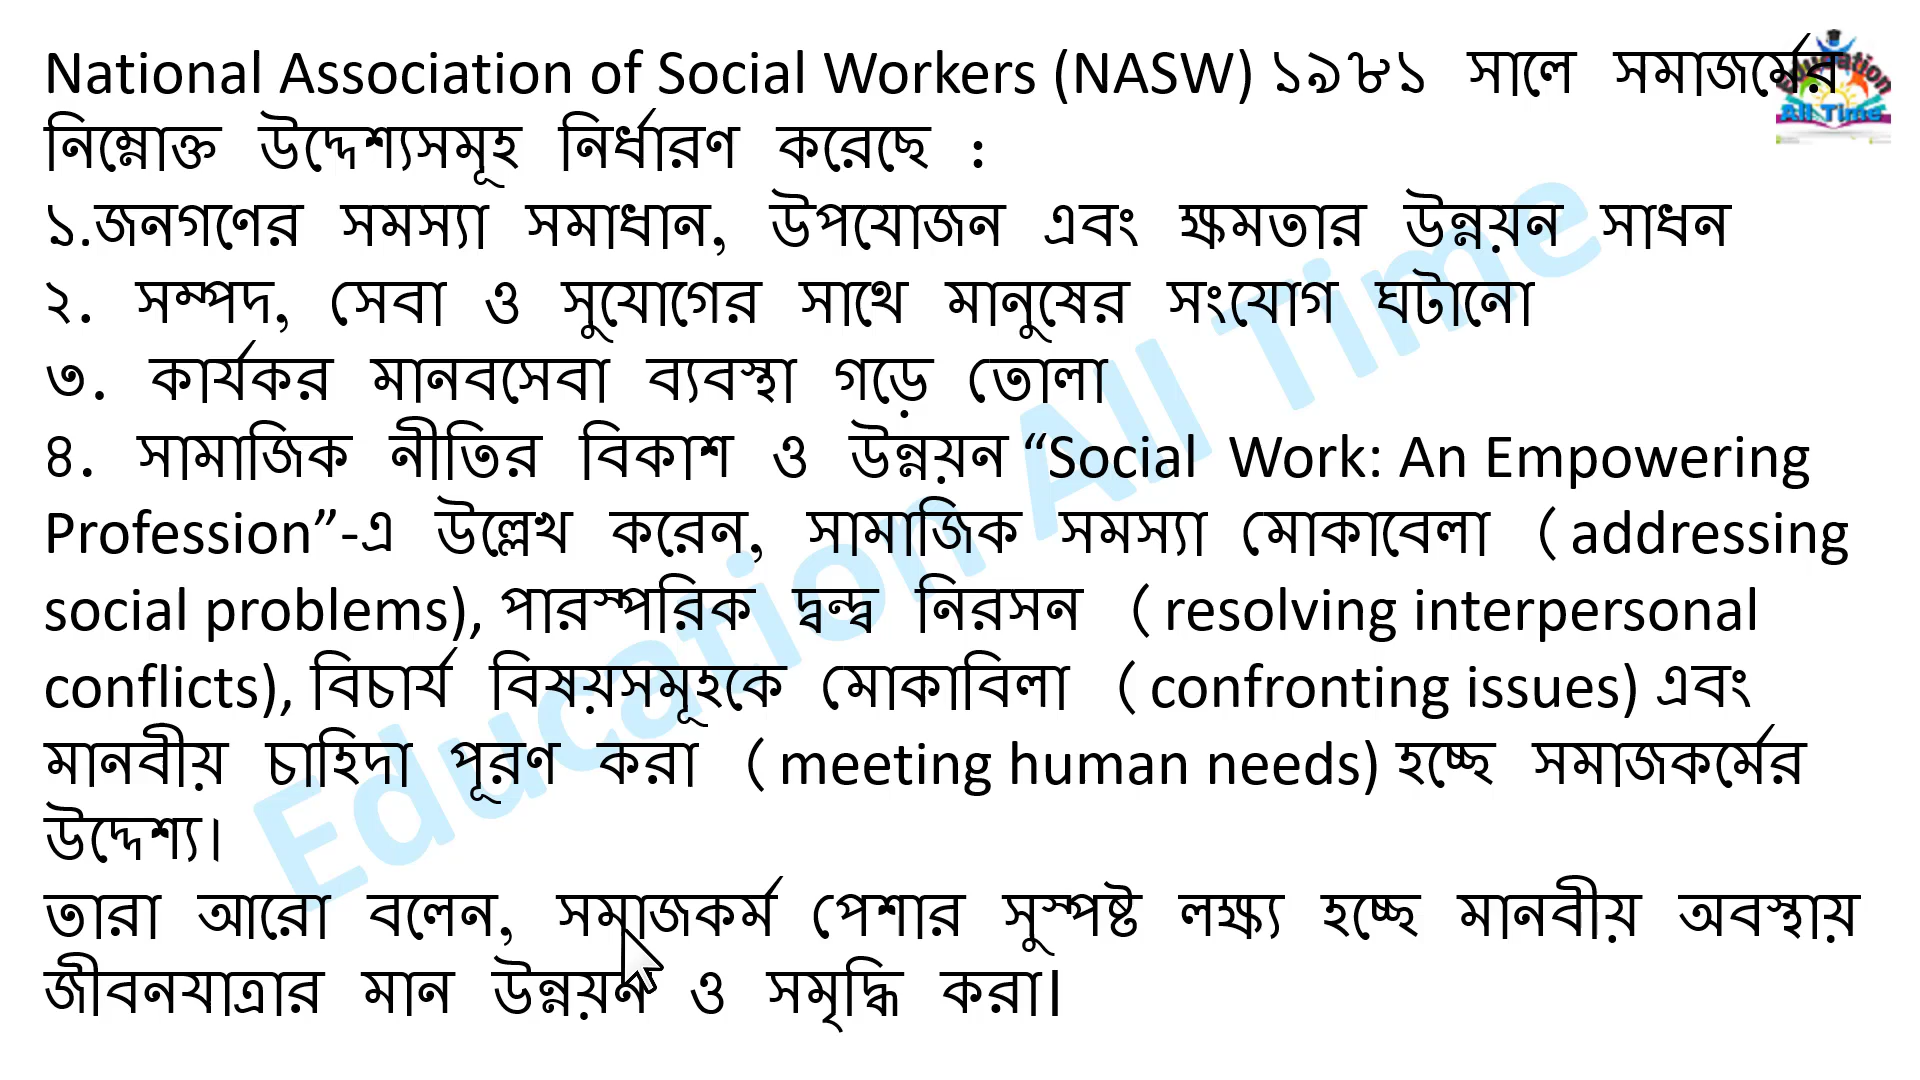 National Association of Social Workers (NASW) ১৯৮১ সালে সমাজর্মের
নিম্নোক্ত উদ্দেশ্যসমূহ নির্ধারণ করেছে :
১.জনগণের সমস্যা সমাধান, উপযোজন এবং ক্ষমতার উন্নয়ন সাধন
২. সম্পদ, সেবা ও সুযোগের সাথে মানুষের সংযোগ ঘটানো
৩. কার্যকর মানবসেবা ব্যবস্থা গড়ে তোলা
৪. সামাজিক নীতির বিকাশ ও উন্নয়ন “Social Work: An Empowering
Profession”-এ উল্লেখ করেন, সামাজিক সমস্যা মোকাবেলা (addressing
social problems), পারস্পরিক দ্বন্দ্ব নিরসন (resolving interpersonal
conflicts), বিচার্য বিষয়সমূহকে মোকাবিলা (confronting issues) এবং
মানবীয় চাহিদা পূরণ করা (meeting human needs) হচ্ছে সমাজকর্মের
উদ্দেশ্য।
তারা আরো বলেন, সমাজকর্ম পেশার সুস্পষ্ট লক্ষ্য হচ্ছে মানবীয় অবস্থায়
জীবনযাত্রার মান উন্নয়ন ও সমৃদ্ধি করা।
Education All Time
Education
All Time